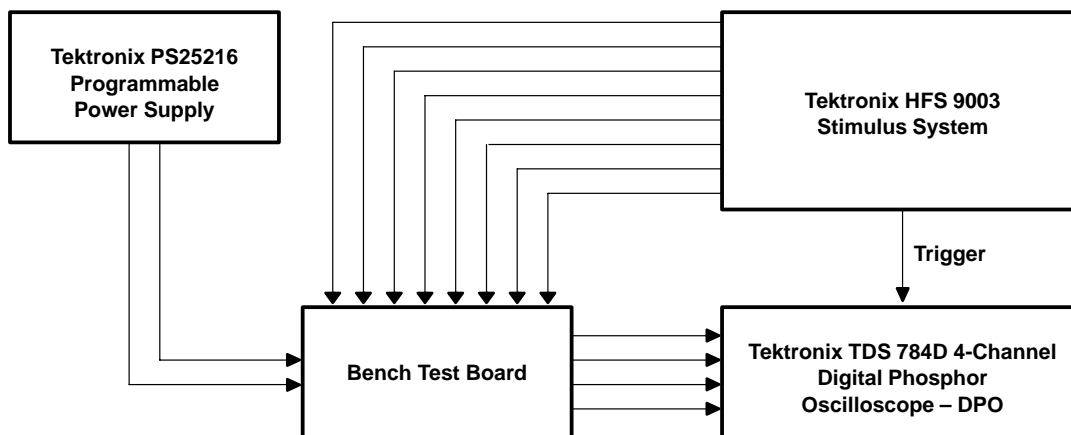 Tektronix PS25216
Programmable
Power Supply
Tektronix HFS 9003
Stimulus System
Trigger
Bench Test Board
Tektronix TDS 784D 4-Channel
Digital Phosphor
Oscilloscope – DPO